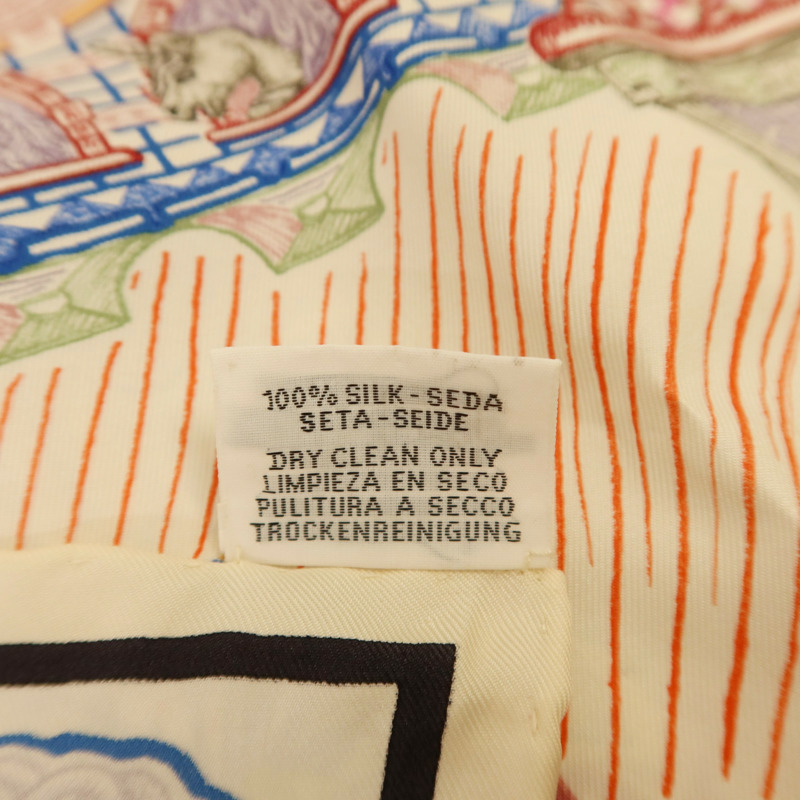 100% SILK-SEDA
SETA-SEIDE
DRY CLEAN ONLY
LIMPIEZA EN SECO
PULITURA A SECCO
TROCKENREINIGUNG